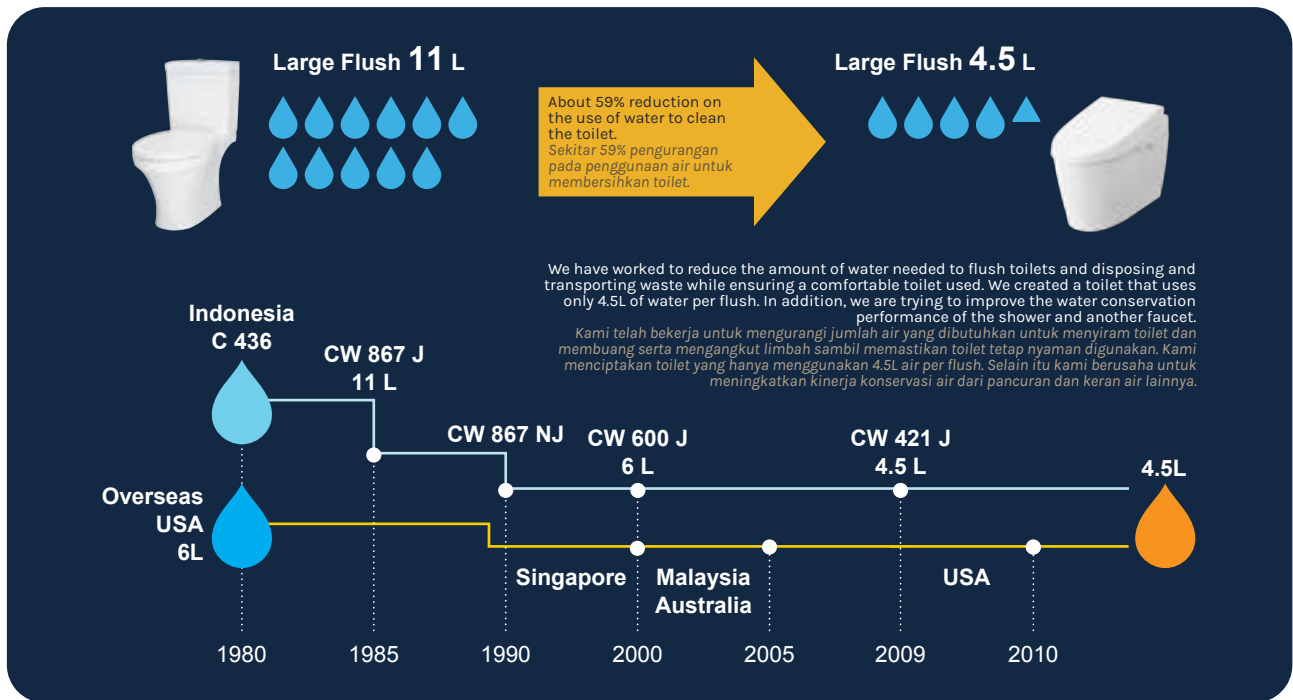 Large Flush 11 L
About 59% reduction on
the use of water to clean
the toilet.
Sekitar 59% pengurangan
pada penggunaan air untuk
membersihkan toilet.
Large Flush 4.5 L
We have worked to reduce the amount of water needed to flush toilets and disposing and
transporting waste while ensuring a comfortable toilet used. We created a toilet that uses
only 4.5L of water per flush. In addition, we are trying to improve the water conservation
performance of the shower and another faucet.
Kami telah bekerja untuk mengurangi jumlah air yang dibutuhkan untuk menyiram toilet dan
membuang serta mengangkut limbah sambil memastikan toilet tetap nyaman digunakan. Kami
menciptakan toilet yang hanya menggunakan 4.5L air per flush. Selain itu kami berusaha untuk
meningkatkan kinerja konservasi air dari pancuran dan keran air lainnya.
Indonesia
C 436
CW 867 J
11 L
CW 867 NJ
CW 600 J
6 L
CW 421 J
4.5 L
4.5L
Overseas
USA
6L
Singapore
Malaysia
Australia
USA
1980
1985
1990
2000
2005
2009
2010